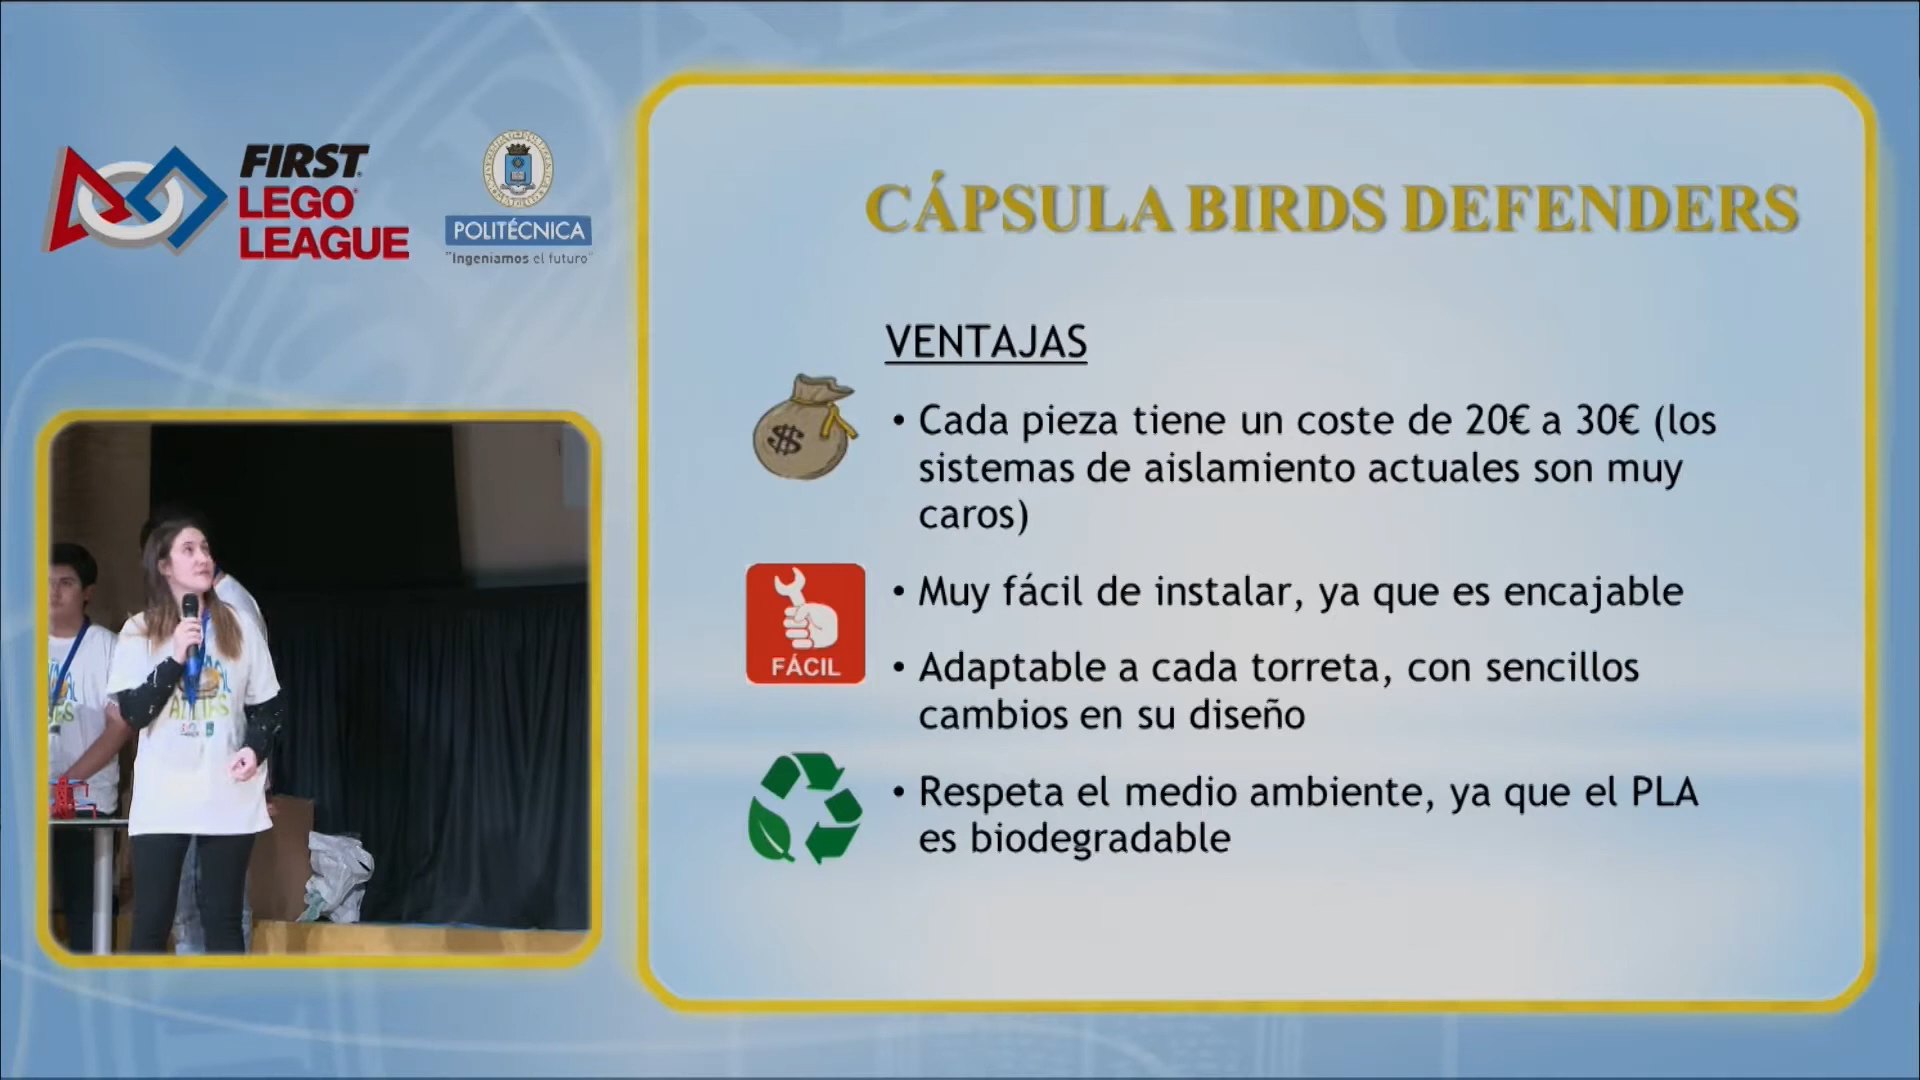 FIRST
LEGO
LEAGUE
POLITÉCNICA
"Ingeniamos el futuro"
CÁPSULA BIRDS DEFENDERS
VENTAJAS
• Cada pieza tiene un coste de 20€ a 30€ (los
sistemas de aislamiento actuales son muy
caros)
FÁCIL
• Muy fácil de instalar, ya que es encajable
• Adaptable a cada torreta, con sencillos
cambios en su diseño
• Respeta el medio ambiente, ya que el PLA
es biodegradable